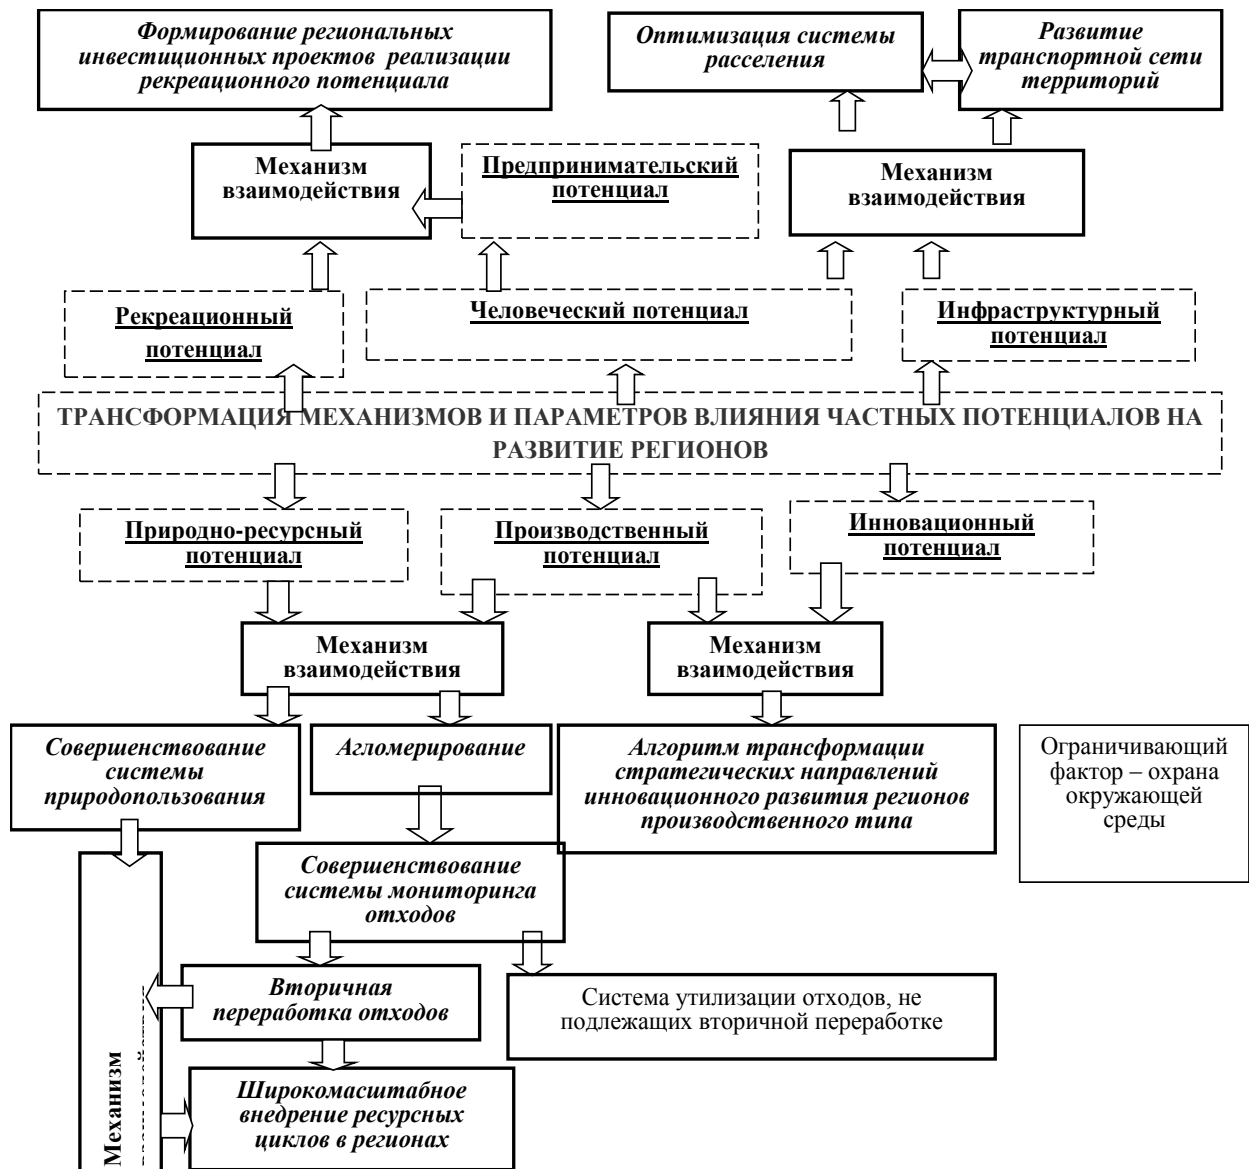 Формирование региональных
инвестиционных проектов реализации
рекреационного потенциала
Оптимизация системы
расселения
Развитие
транспортной сети
территорий
Механизм
взаимодействия
Предпринимательский
потенциал
Механизм
взаимодействия
Рекреационный
потенциал
Человеческий потенциал
Инфраструктурный
потенциал
ТРАНСФОРМАЦИЯ МЕХАНИЗМОВ И ПАРАМЕТРОВ ВЛИЯНИЯ ЧАСТНЫХ ПОТЕНЦИАЛОВ НА
РАЗВИТИЕ РЕГИОНОВ
Природно-ресурсный
потенциал
Производственный
потенциал
Инновационный
потенциал
Механизм
взаимодействия
Механизм
взаимодействия
Совершенствование
системы
природопользования
Агломерирование
Алгоритм трансформации
стратегических направлений
инновационного развития регионов
производственного типа
Ограничивающий
фактор – охрана
окружающей
среды
Совершенствование
системы мониторинга
отходов
Вторичная
переработка отходов
Система утилизации отходов, не
подлежащих вторичной переработке
Механизм
Широкомасштабное
внедрение ресурсных
циклов в регионах